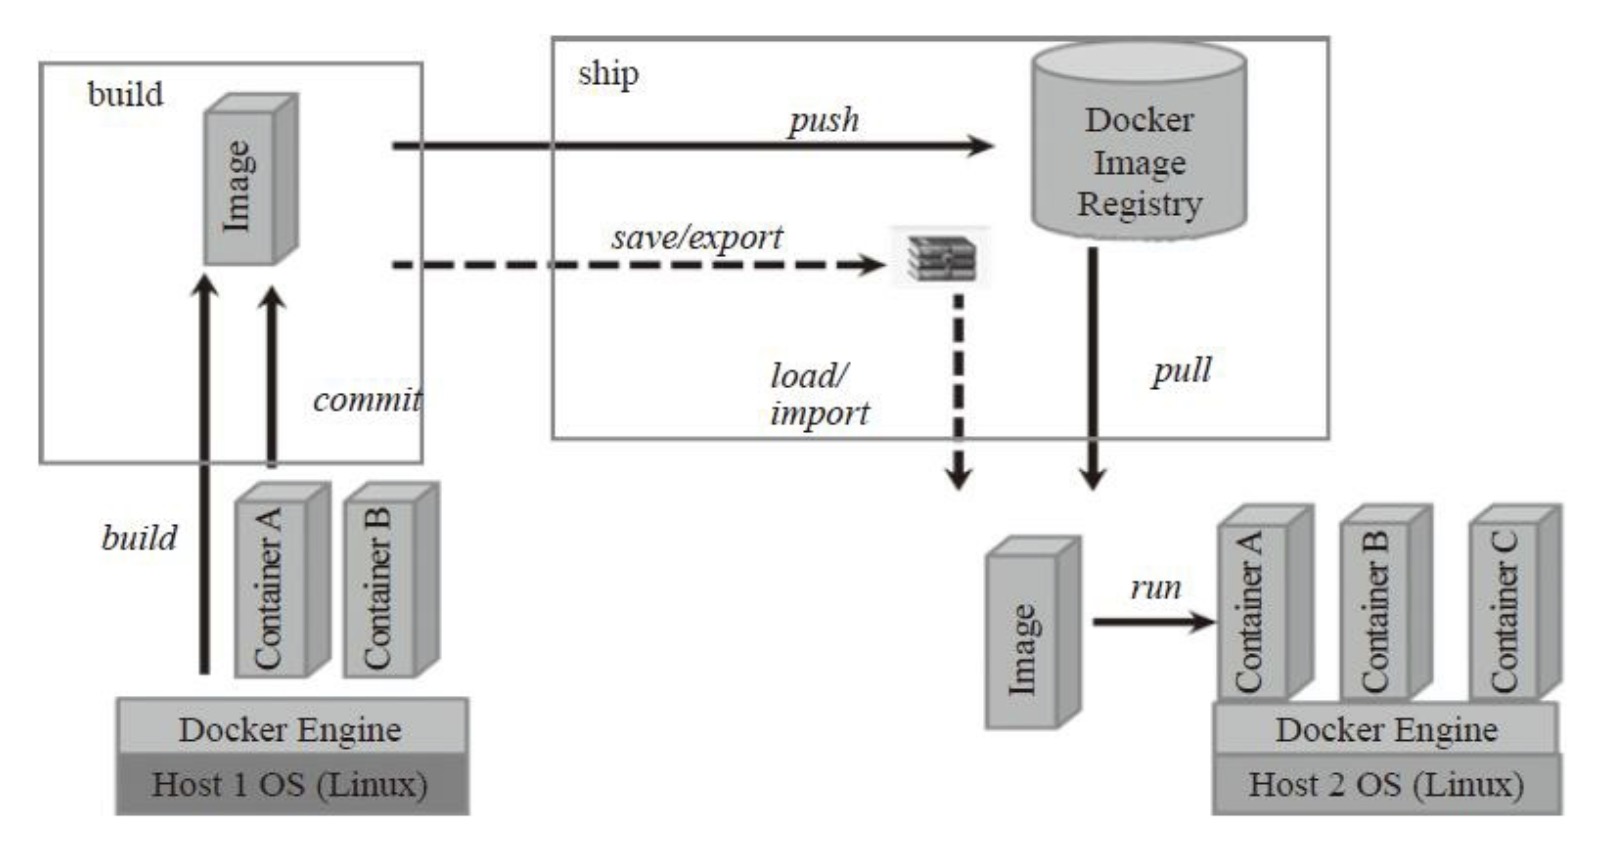 build
Image
commit
build
Container A
Container B
Docker Engine
Host 1 OS (Linux)
ship
push
save/export
Docker
Image
Registry
load/
import
pull
Image
run
Container A
Container B
Container C
Docker Engine
Host 2 OS (Linux)